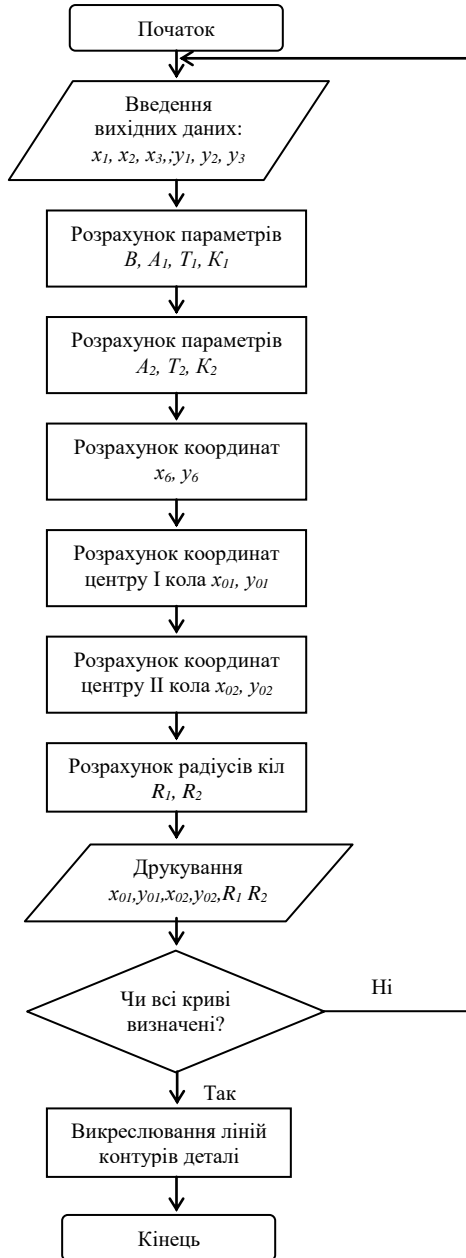 Початок
Введення
вихідних даних:
x1, x2, x3,;y1, y2, y3
Розрахунок параметрів
B, A1, T1, K1
Розрахунок параметрів
A2, T2, K2
Розрахунок координат
x6, y6
Розрахунок координат
центру I кола x01, y01
Розрахунок координат
центру II кола x02, y02
Розрахунок радіусів кіл
R1, R2
Друкування
x01,y01,x02,y02,R1 R2
Чи всі криві
визначені?
Ні
Так
Викреслювання ліній
контурів деталі
Кінець